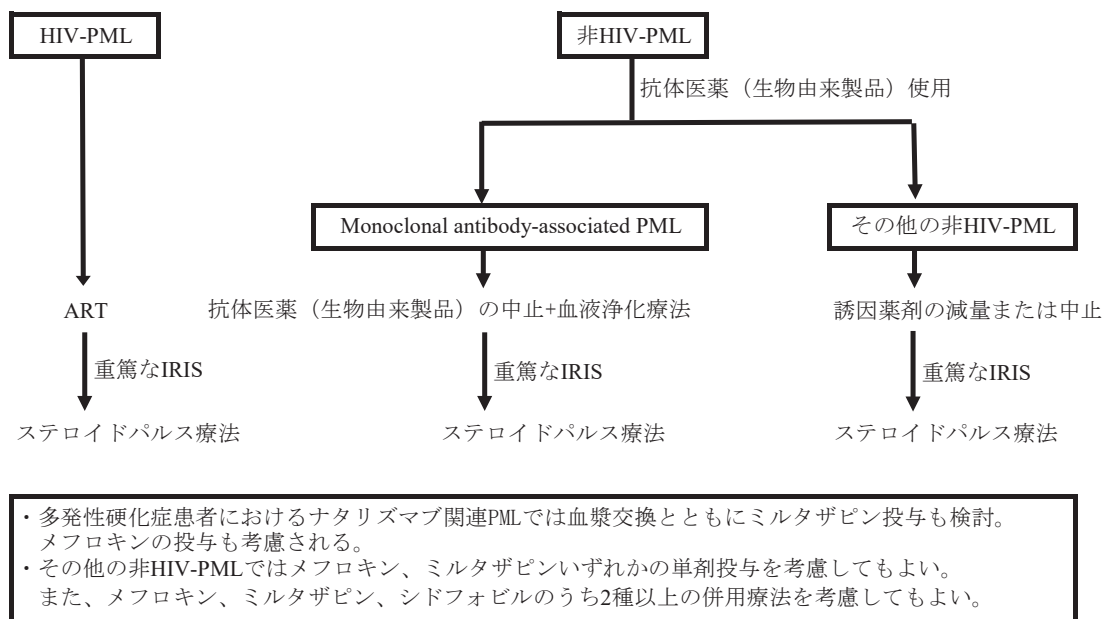 HIV-PML
非HIV-PML
抗体医薬（生物由来製品）使用
Monoclonal antibody-associated PML
その他の非HIV-PML
ART
抗体医薬（生物由来製品）の中止+血液浄化療法
誘因薬剤の減量または中止
重篤なIRIS
重篤なIRIS
重篤なIRIS
ステロイドパルス療法
ステロイドパルス療法
ステロイドパルス療法
・多発性硬化症患者におけるナタリズマブ関連PMLでは血漿交換とともにミルタザピン投与も検討。
メフロキンの投与も考慮される。
・その他の非HIV-PMLではメフロキン、ミルタザピンいずれかの単剤投与を考慮してもよい。
また、メフロキン、ミルタザピン、シドフォビルのうち2種以上の併用療法を考慮してもよい。